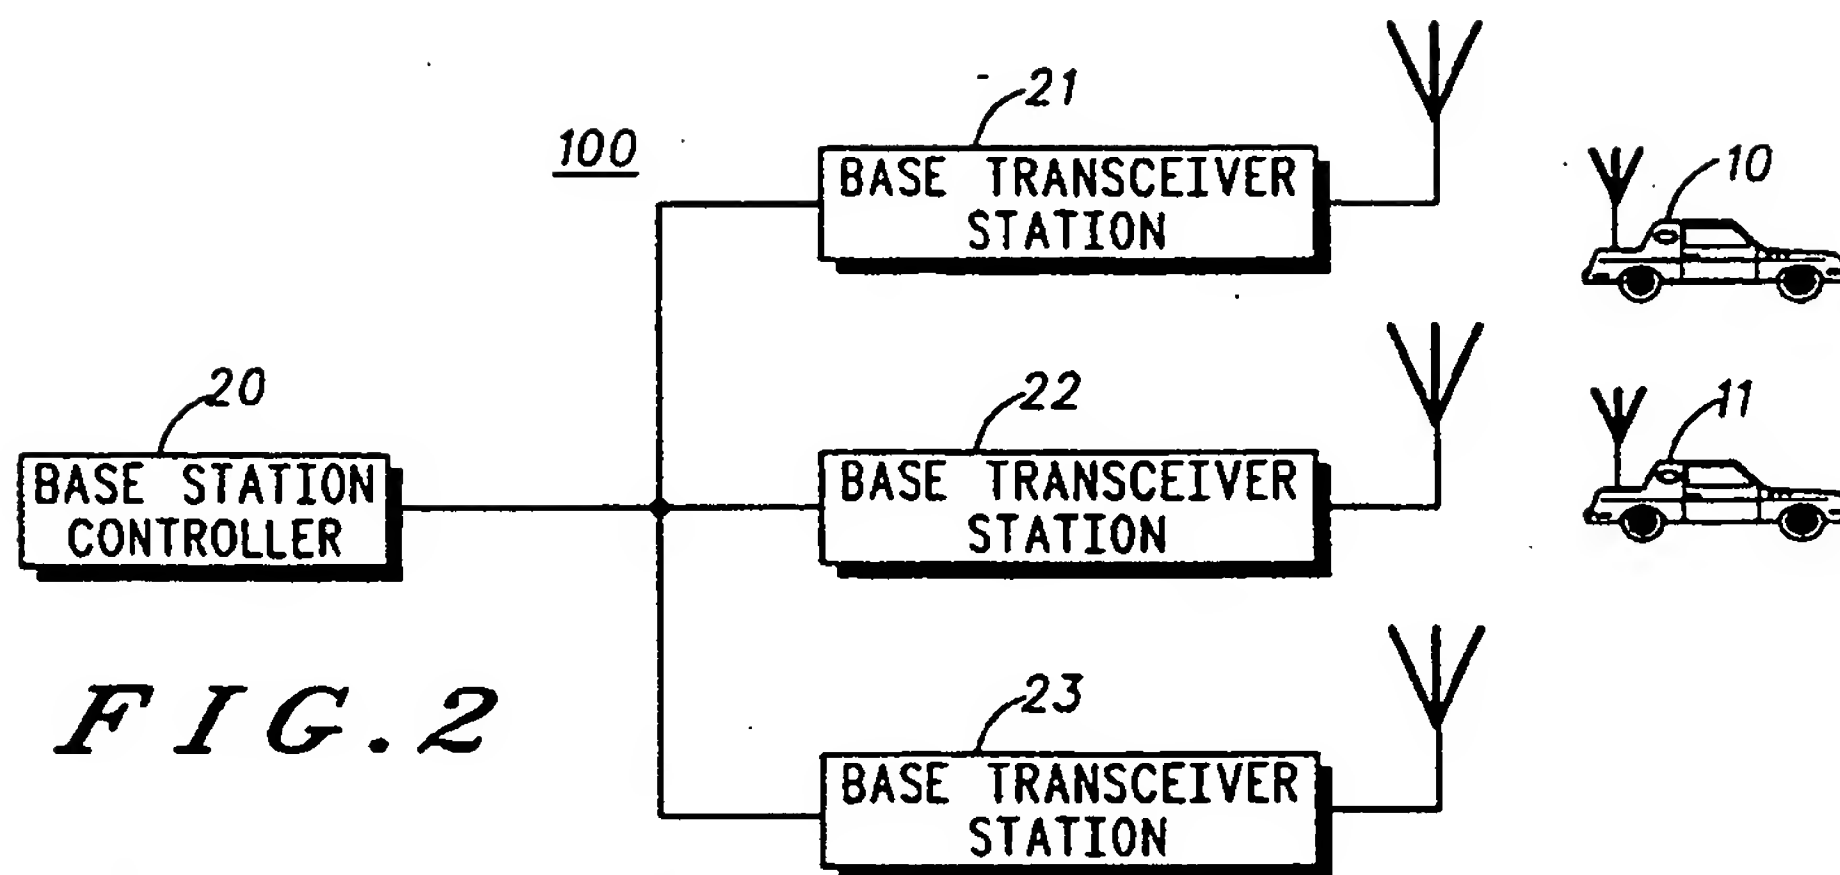 21
100
BASE TRANSCEIVER
STATION
10
20
BASE STATION
CONTROLLER
22
BASE TRANSCEIVER
STATION
11
FIG. 2
23
BASE TRANSCEIVER
STATION